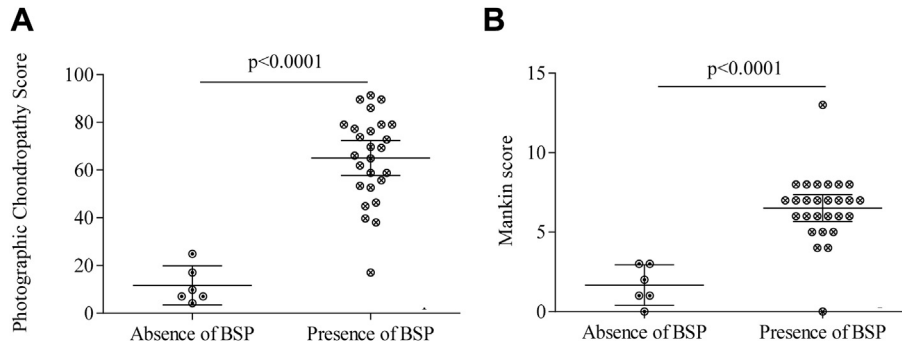 A
Photographic Chondropathy Score
p<0.0001
100
80
60
40
20
0
Absence of BSP
Presence of BSP
B
Mankin score
p<0.0001
15
10
5
0
Absence of BSP
Presence of BSP